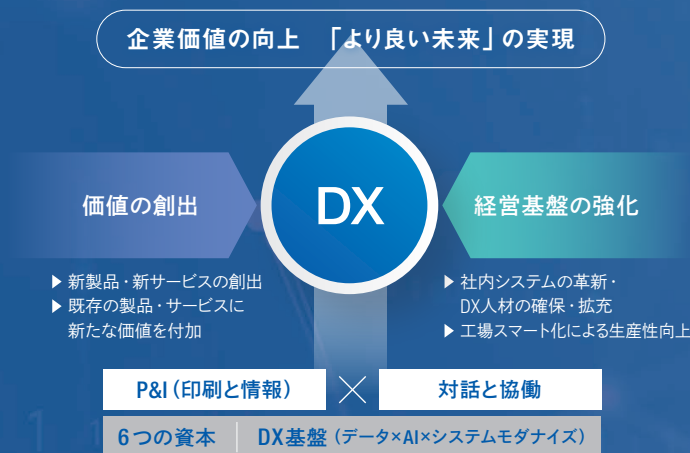 企業価値の向上 「より良い未来」の実現
価値の創出
DX
経営基盤の強化
▶ 新製品・新サービスの創出
▶ 既存の製品・サービスに
新たな価値を付加
▶ 社内システムの革新・
DX人材の確保・拡充
▶ 工場スマート化による生産性向上
P&I(印刷と情報) × 対話と協働
6つの資本 | DX基盤(データ×AI×システムモダナイズ)